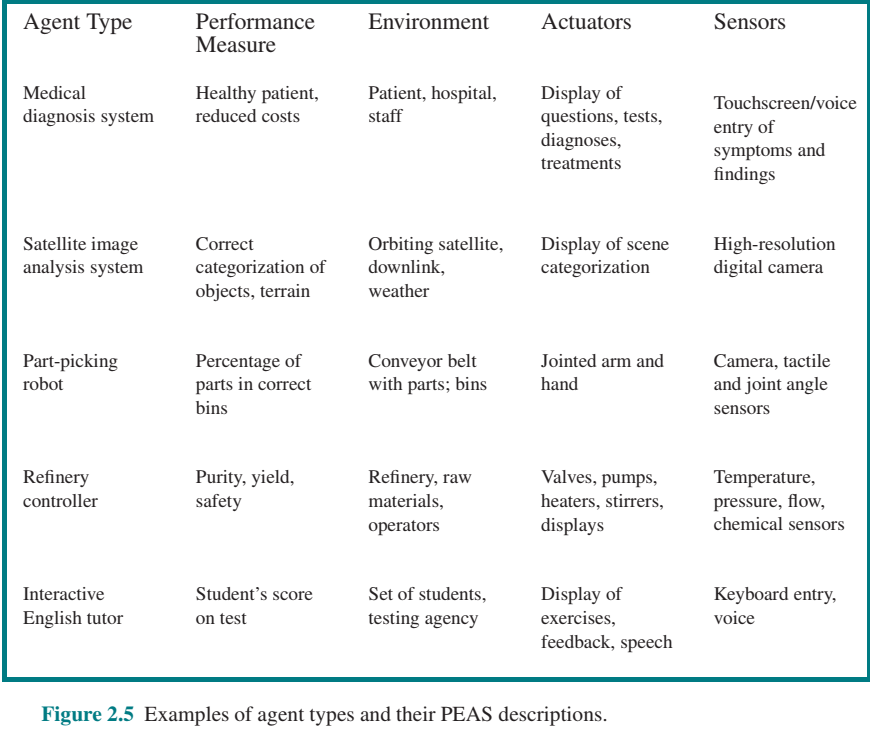 Agent Type
Performance
Measure
Environment
Actuators
Sensors
Medical
diagnosis system
Healthy patient,
reduced costs
Patient, hospital,
staff
Display of
questions, tests,
diagnoses,
treatments
Touchscreen/voice
entry of
symptoms and
findings
Satellite image
analysis system
Correct
categorization of
objects, terrain
Orbiting satellite,
downlink,
weather
Display of scene
categorization
High-resolution
digital camera
Part-picking
robot
Percentage of
parts in correct
bins
Conveyor belt
with parts; bins
Jointed arm and
hand
Camera, tactile
and joint angle
sensors
Refinery
controller
Purity, yield,
safety
Refinery, raw
materials,
operators
Valves, pumps,
heaters, stirrers,
displays
Temperature,
pressure, flow,
chemical sensors
Interactive
English tutor
Student’s score
on test
Set of students,
testing agency
Display of
exercises,
feedback, speech
Keyboard entry,
voice
Figure 2.5 Examples of agent types and their PEAS descriptions.